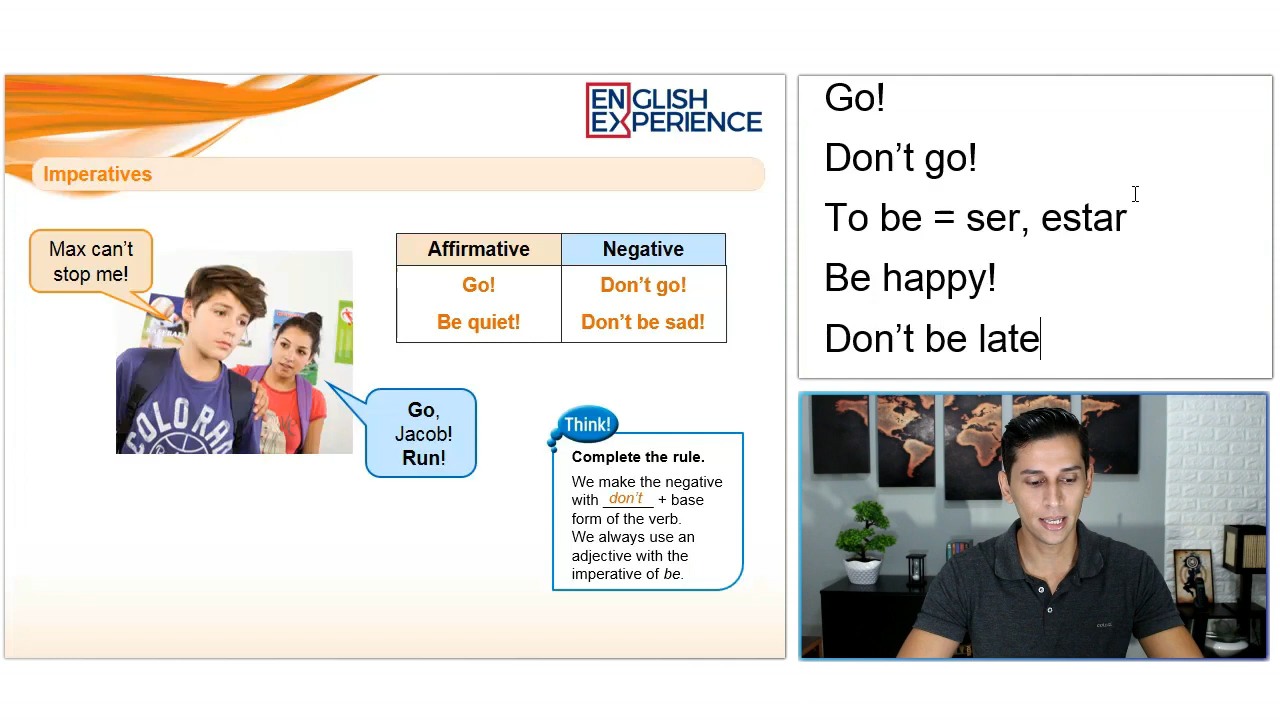 ENGLISH
EXPERIENCE
Imperatives
Max can't
stop me!
Affirmative Negative
Go! Don't go!
Be quiet! Don't be sad!
COLORA
Go,
Jacob!
Run!
Think!
Complete the rule.
We make the negative
with don't + base
form of the verb.
We always use an
adjective with the
imperative of be.
Go!
Don't go!
To be = ser, estar
Be happy!
Don't be late